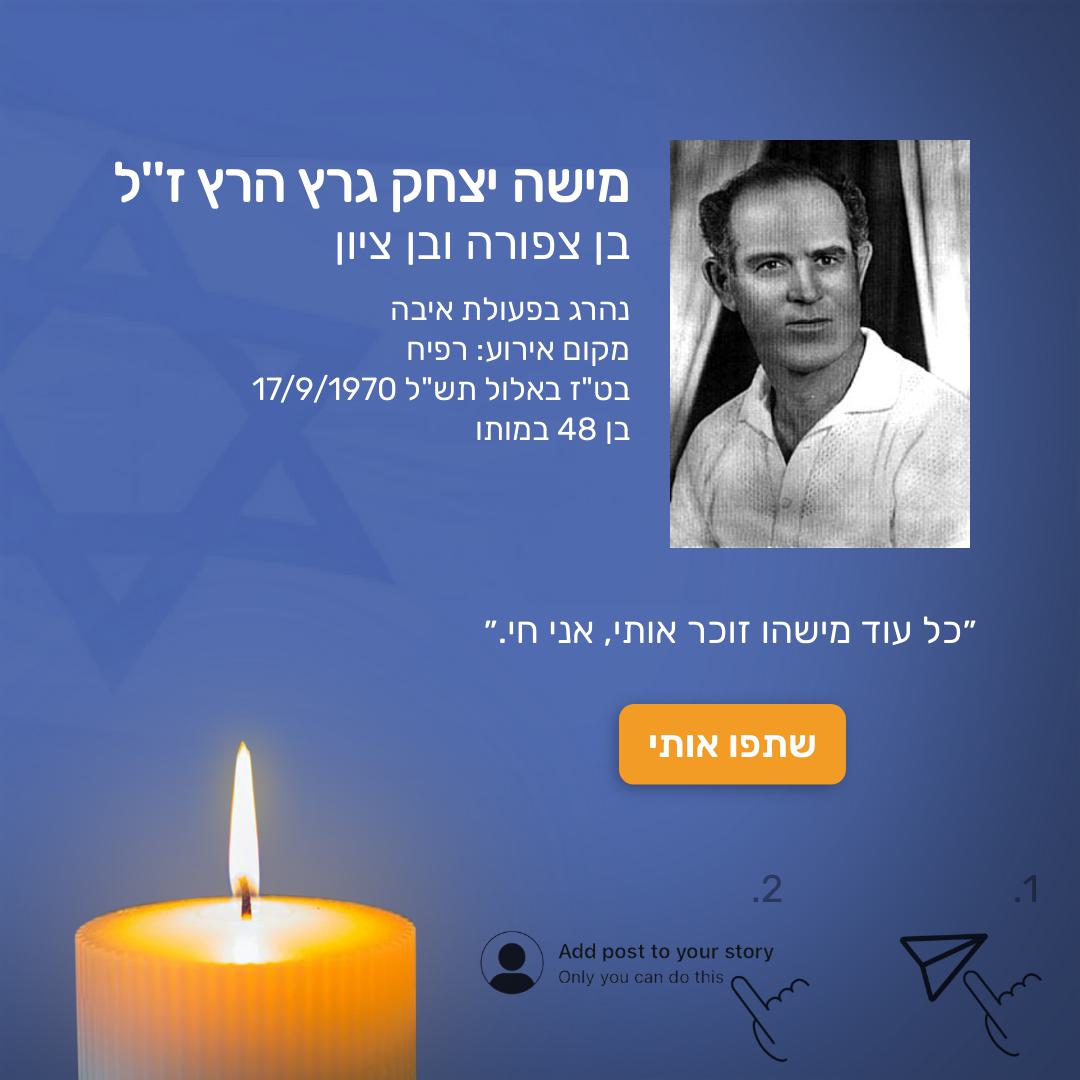 מישה יצחק גרץ הרץ ז"ל
בן צפורה ובן ציון
נהרג בפעולת איבה
מקום אירוע: רפיח
בט"ז באלול תש"ל 17/9/1970
בן 48 במותו
״כל עוד מישהו זוכר אותי, אני חי.״
שתפו אותי
.1
.2
Add post to your story
Only you can do this